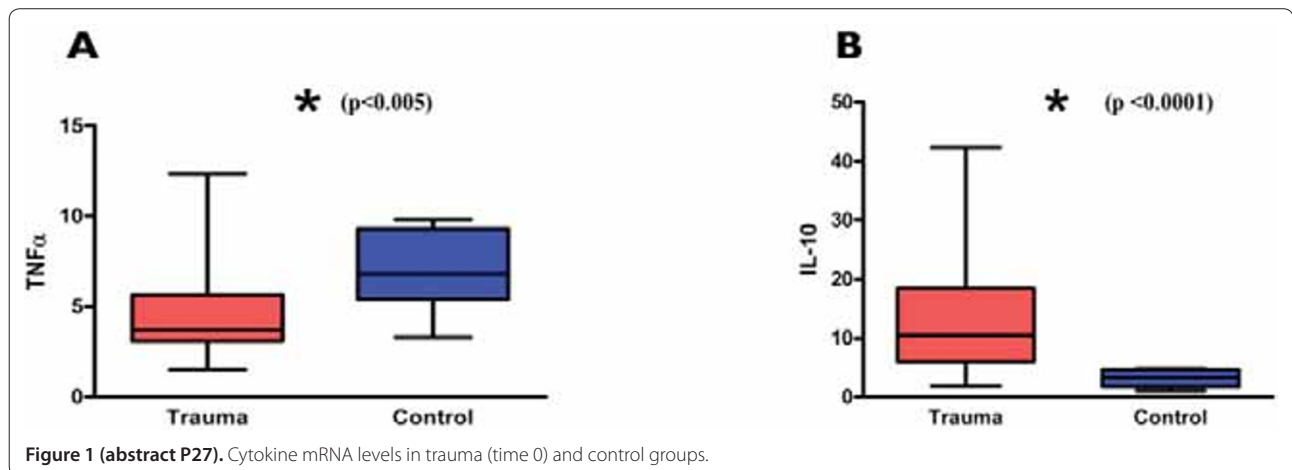 A
* (p<0.005)
15
10
5
0
TNFα
Trauma Control
B
* (p <0.0001)
50
40
30
20
10
0
IL-10
Trauma Control
Figure 1 (abstract P27). Cytokine mRNA levels in trauma (time 0) and control groups.